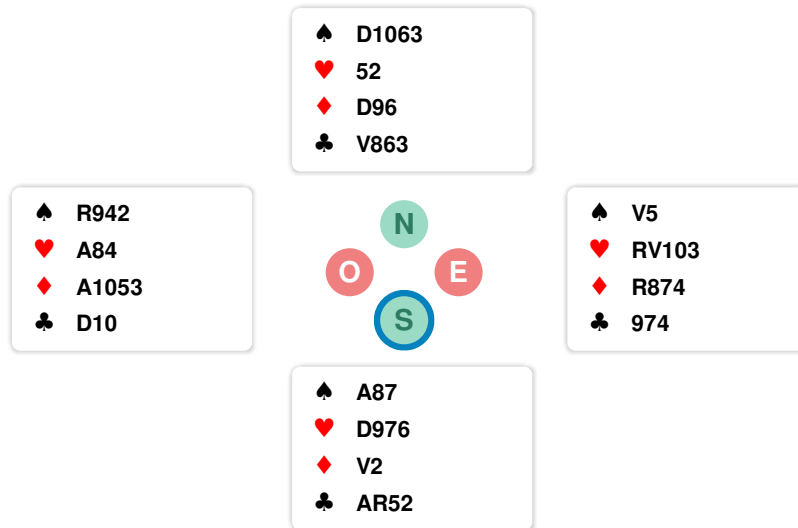 ♠ D1063
♥ 52
♦ D96
♣ V863
♠ R942
♥ A84
♦ A1053
♣ D10
N
O E
S
♠ V5
♥ RV103
♦ R874
♣ 974
♠ A87
♥ D976
♦ V2
♣ AR52